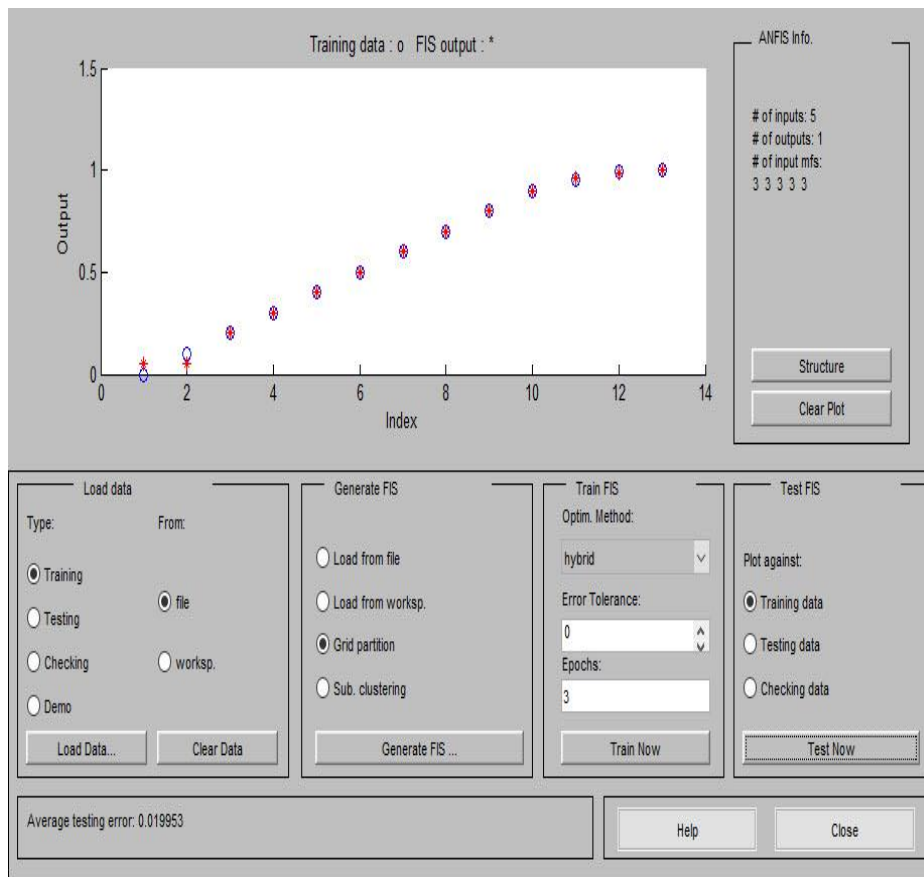 Training data : o   FIS output : *
1.5
1
0.5
0
Output
0 2 4 6 8 10 12 14
Index
ANFIS Info.
# of inputs: 5
# of outputs: 1
# of input mfs:
3 3 3 3 3
Structure
Clear Plot
Load data
Type:
From:
Training
Testing
Checking
Demo
file
worksp.
Load Data...
Clear Data
Generate FIS
Load from file
Load from worksp.
Grid partition
Sub. clustering
Generate FIS ...
Train FIS
Optim. Method:
hybrid
Error Tolerance:
0
Epochs:
3
Train Now
Test FIS
Plot against:
Training data
Testing data
Checking data
Test Now
Average testing error: 0.019953
Help
Close